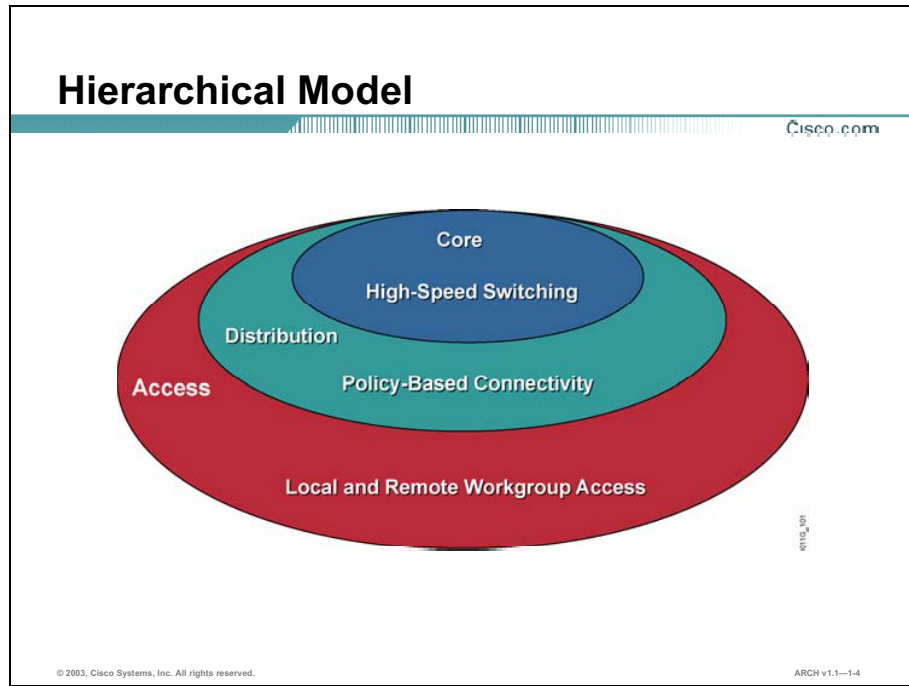 Hierarchical Model
Cisco.com
Core
High-Speed Switching
Distribution
Policy-Based Connectivity
Access
Local and Remote Workgroup Access
© 2003, Cisco Systems, Inc. All rights reserved.
ARCH v1.1—1-4